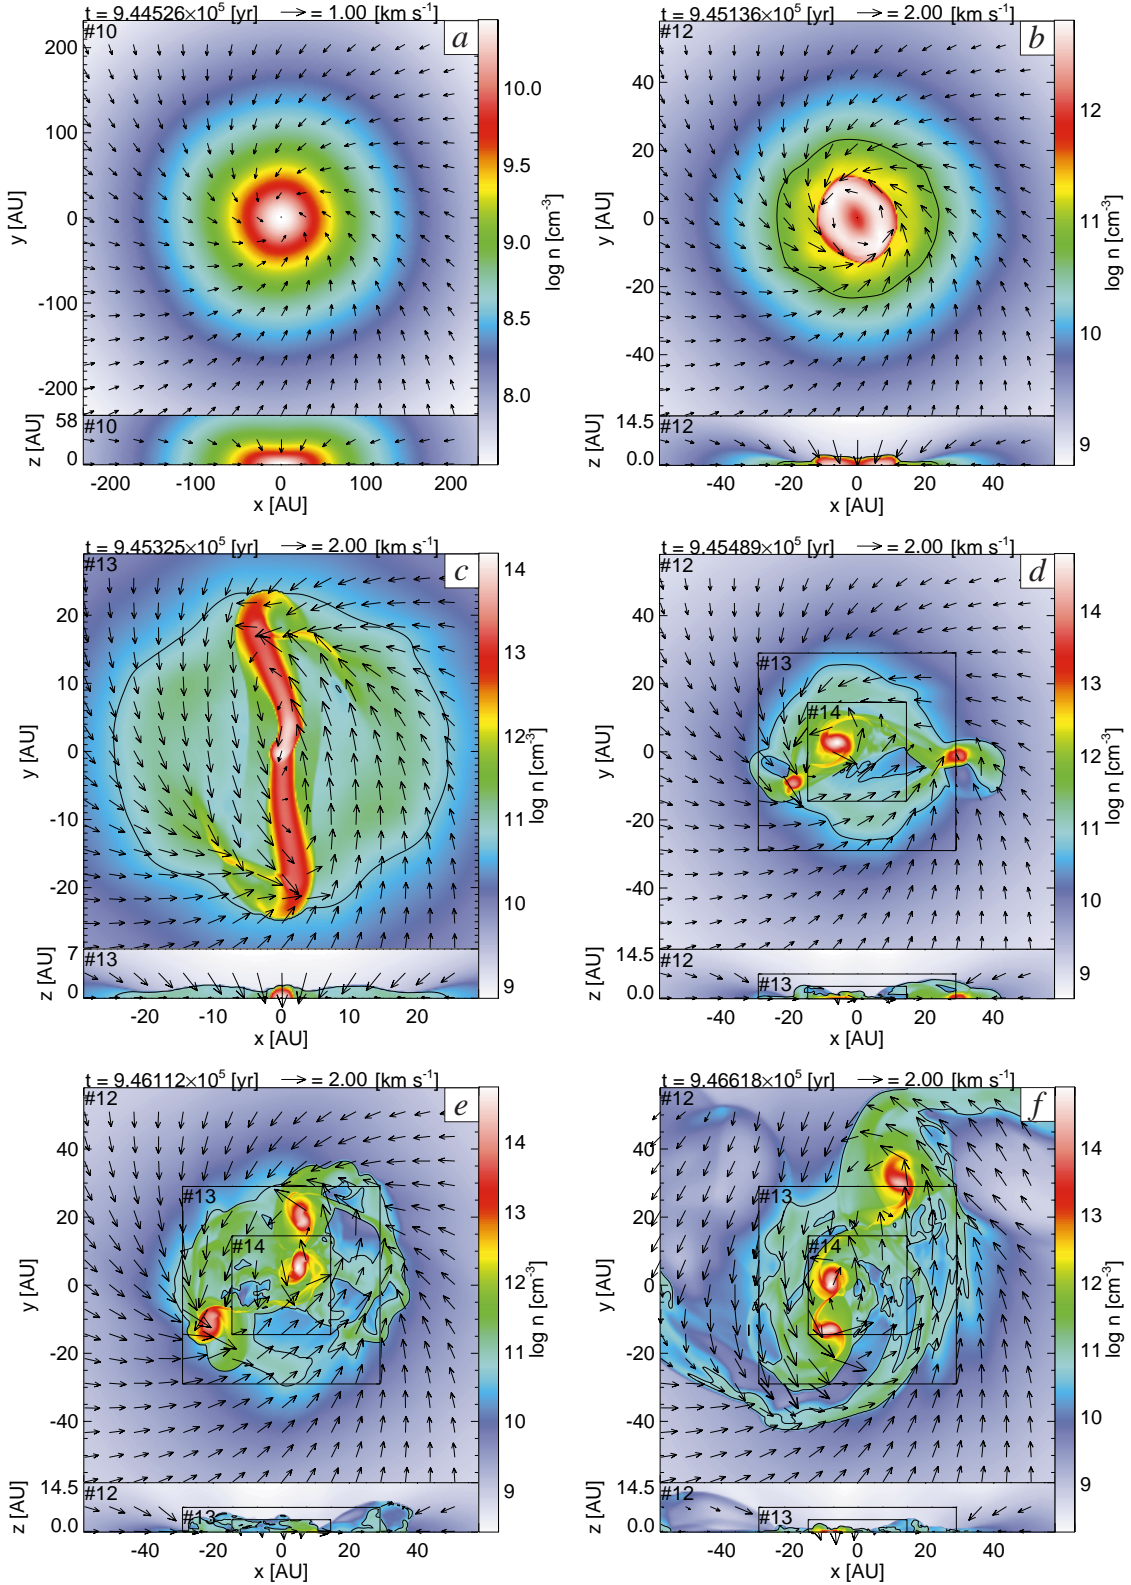 t = 9.44526×10⁵ [yr] = 1.00 [km s⁻¹]
#10
a
200
100
0
-100
-200
y [AU]
10.0
9.5
9.0
8.5
8.0
log n [cm⁻³]
58
0
z [AU]
#10
-200 -100 0 100 200
x [AU]
t = 9.45136×10⁵ [yr] = 2.00 [km s⁻¹]
#12
b
40
20
0
-20
-40
y [AU]
12
11
10
9
log n [cm⁻³]
14.5
0.0
z [AU]
#12
-40 -20 0 20 40
x [AU]
t = 9.45325×10⁵ [yr] = 2.00 [km s⁻¹]
#13
c
20
10
0
-10
-20
y [AU]
14
13
12
11
10
9
log n [cm⁻³]
7
0
z [AU]
#13
-20 -10 0 10 20
x [AU]
t = 9.45489×10⁵ [yr] = 2.00 [km s⁻¹]
#12
d
#13
#14
40
20
0
-20
-40
y [AU]
14
13
12
11
10
9
log n [cm⁻³]
14.5
0.0
z [AU]
#12
#13
-40 -20 0 20 40
x [AU]
t = 9.46112×10⁵ [yr] = 2.00 [km s⁻¹]
#12
e
#13
#14
40
20
0
-20
-40
y [AU]
14
13
12
11
10
9
log n [cm⁻³]
14.5
0.0
z [AU]
#12
#13
-40 -20 0 20 40
x [AU]
t = 9.46618×10⁵ [yr] = 2.00 [km s⁻¹]
#12
f
#13
#14
40
20
0
-20
-40
y [AU]
14
13
12
11
10
9
log n [cm⁻³]
14.5
0.0
z [AU]
#12
#13
-40 -20 0 20 40
x [AU]